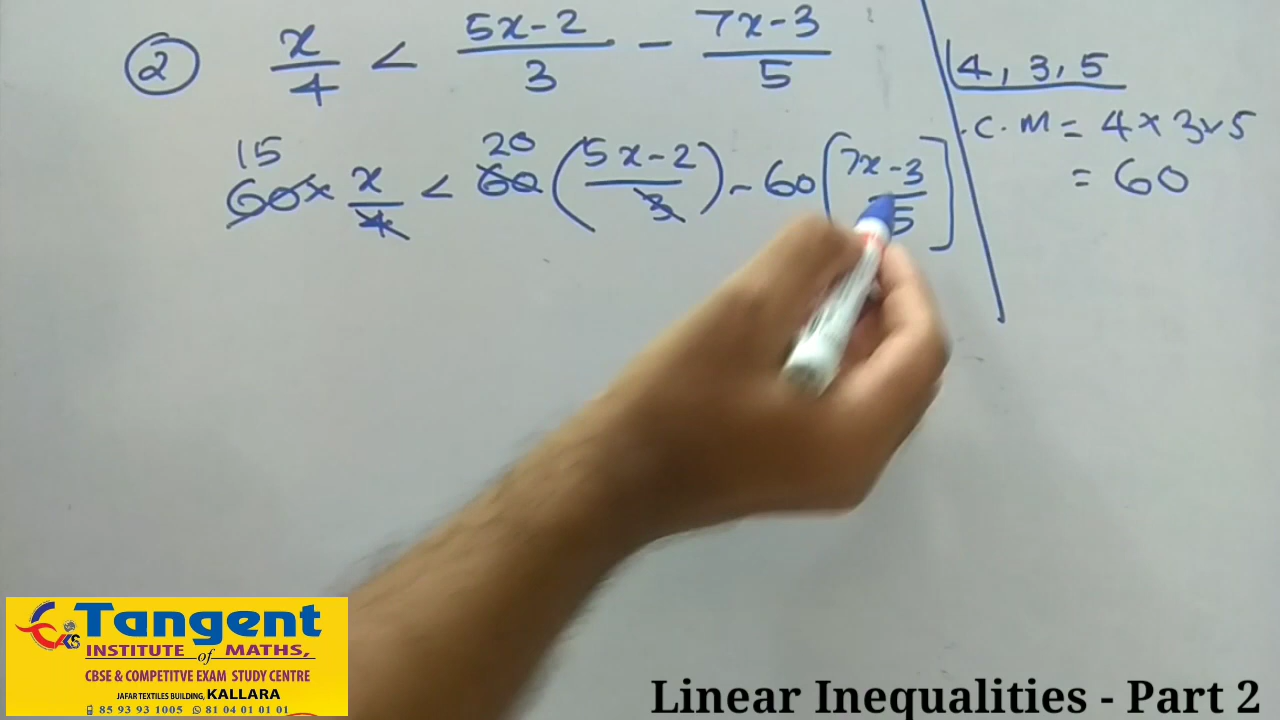 ② x/4 < (5x-2)/3 - (7x-3)/5
4, 3, 5
.C.M = 4×3×5
= 60
15 20
60× x/4 < 60 (5x-2/3) - 60 [7x-3/5]
Tangent
INSTITUTE of MATHS,
CBSE & COMPETITVE EXAM STUDY CENTRE
JAFAR TEXTILES BUILDING, KALLARA
85 93 93 1005 81 04 01 01 01
Linear Inequalities - Part 2